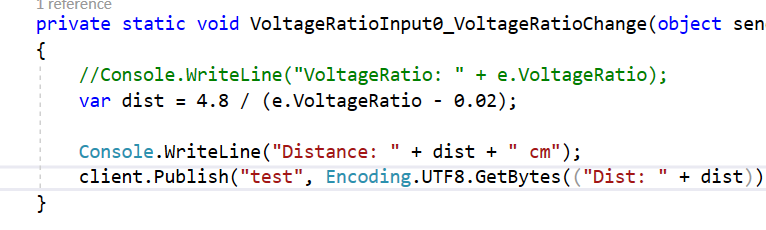 1 reference
private static void VoltageRatioInput0_VoltageRatioChange(object sen
{
//Console.WriteLine("VoltageRatio: " + e.VoltageRatio);
var dist = 4.8 / (e.VoltageRatio - 0.02);
Console.WriteLine("Distance: " + dist + " cm");
client.Publish("test", Encoding.UTF8.GetBytes(("Dist: " + dist))
}